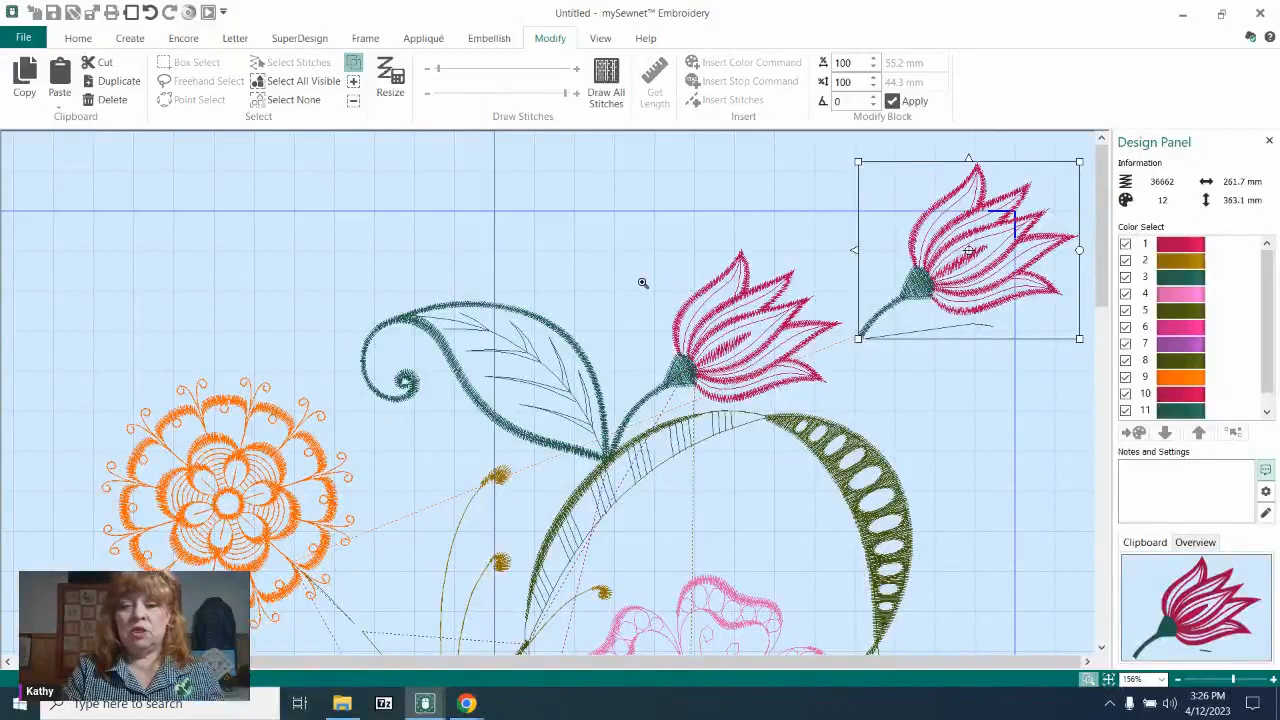 Untitled - mySewnet™ Embroidery
File Home Create Encore Letter SuperDesign Frame Appliqué Embellish Modify View Help
Copy Paste Cut Duplicate Delete Clipboard
Box Select Freehand Select Point Select Select Stitches Select All Visible Select None Select
Resize
Draw All Stitches Draw Stitches
Get Length
Insert Color Command Insert Stop Command Insert Stitches Insert
100 55.2 mm
100 44.3 mm
0 Apply
Modify Block
Design Panel
Information
36662 261.7 mm
12 363.1 mm
Color Select
1
2
3
4
5
6
7
8
9
10
11
Notes and Settings
Clipboard Overview
Kathy
156%
Type here to search
3:26 PM
4/12/2023